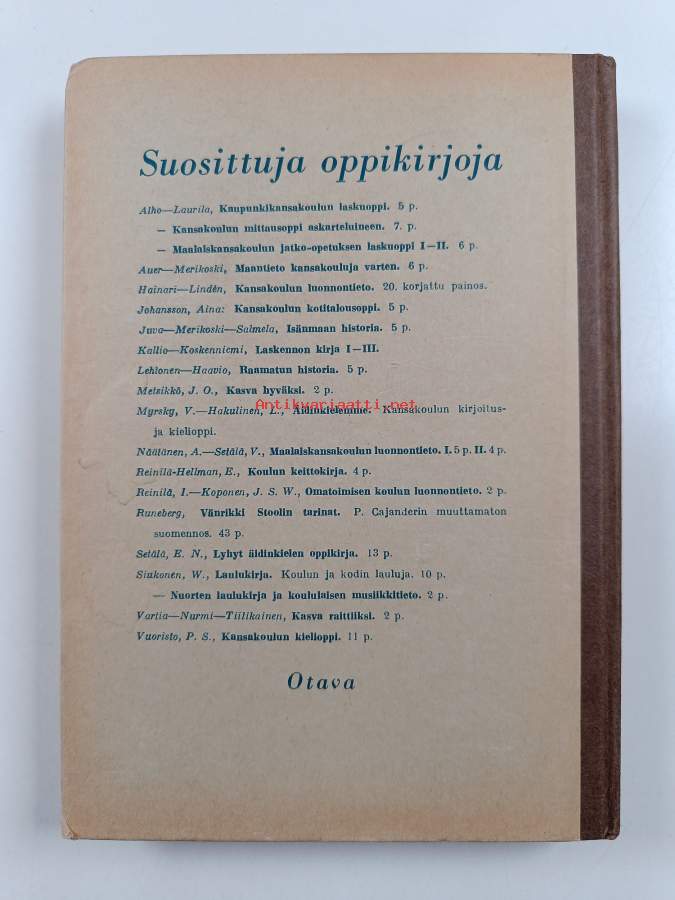 Suosittuja oppikirjoja
Alho—Laurila, Kaupunkikansakoulun laskuoppi. 5 p.
— Kansakoulun mittausoppi askarteluineen. 7. p.
— Maalaiskansakoulun jatko-opetuksen laskuoppi I—II. 6 p.
Auer—Merikoski, Maantieto kansakouluja varten. 6 p.
Hainari—Lindén, Kansakoulun luonnontieto. 20. korjattu painos.
Johansson, Aina: Kansakoulun kotitalousoppi. 5 p.
Juva—Merikoski—Salmela, Isänmaan historia. 5 p.
Kallio—Koskenniemi, Laskennon kirja I—III.
Lehtonen—Haavio, Raamatun historia. 5 p.
Metsikkö, J. O., Kasva hyväksi. 2 p.
Antikvariaatti.net
Myrsky, V.—Hakulinen, L., Äidinkielemme. Kansakoulun kirjoitus-
ja kielioppi.
Näätänen, A.—Setälä, V., Maalaiskansakoulun luonnontieto. I. 5 p. II. 4 p.
Reinilä-Hellman, E., Koulun keittokirja. 4 p.
Reinilä, I.—Koponen, J. S. W., Omatoimisen koulun luonnontieto. 2 p.
Runeberg, Vänrikki Stoolin tarinat. P. Cajanderin muuttamaton
suomennos. 43 p.
Setälä, E. N., Lyhyt äidinkielen oppikirja. 13 p.
Siukonen, W., Laulukirja. Koulun ja kodin lauluja. 10 p.
— Nuorten laulukirja ja koululaisen musiikkitieto. 2 p.
Vartia—Nurmi—Tiilikainen, Kasva raittiiksi. 2 p.
Vuoristo, P. S., Kansakoulun kielioppi. 11 p.
Otava